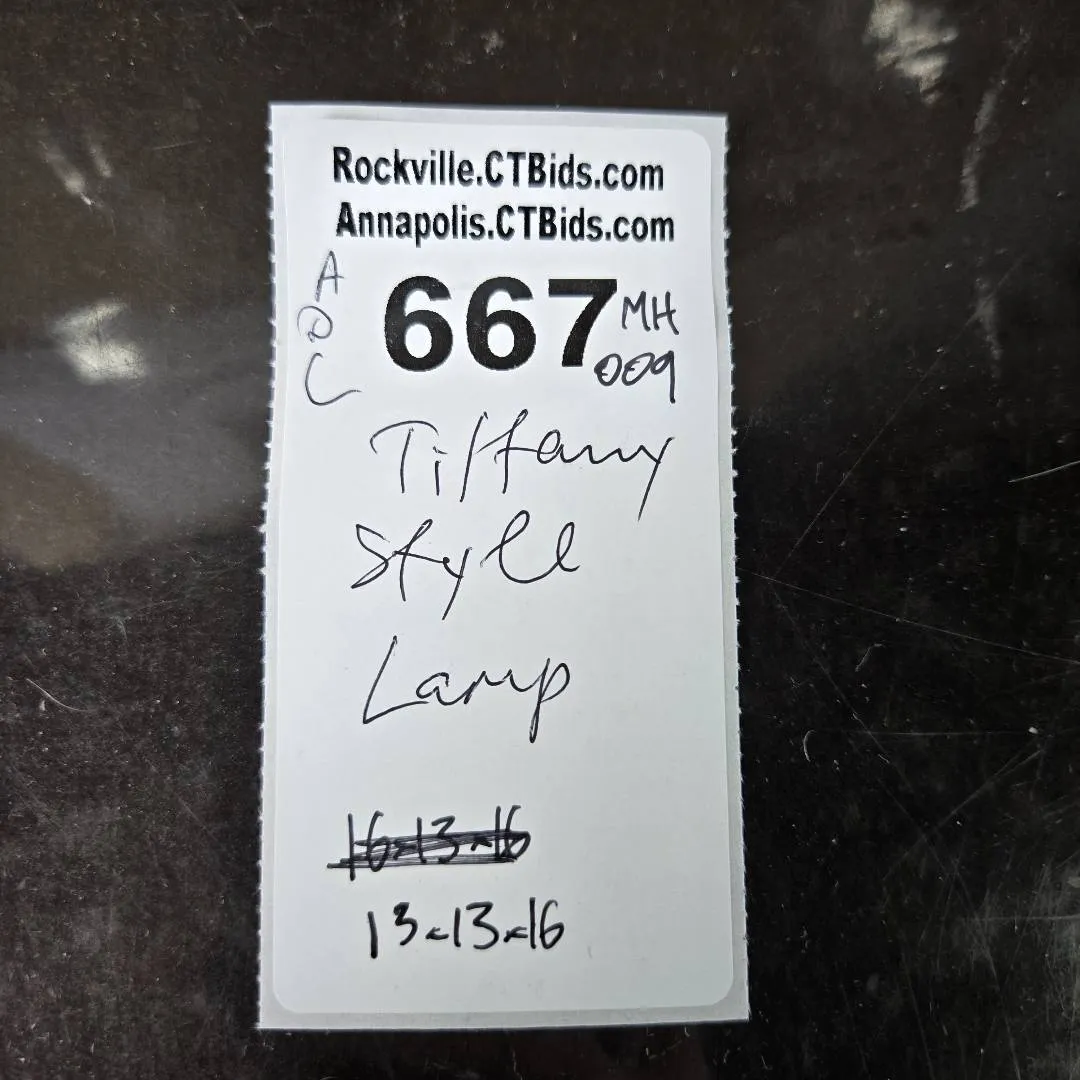 Rockville.CTBids.com
Annapolis.CTBids.com
A
667 MH
009
Tiffany
Style
Lamp
16x13x16
13x13x16